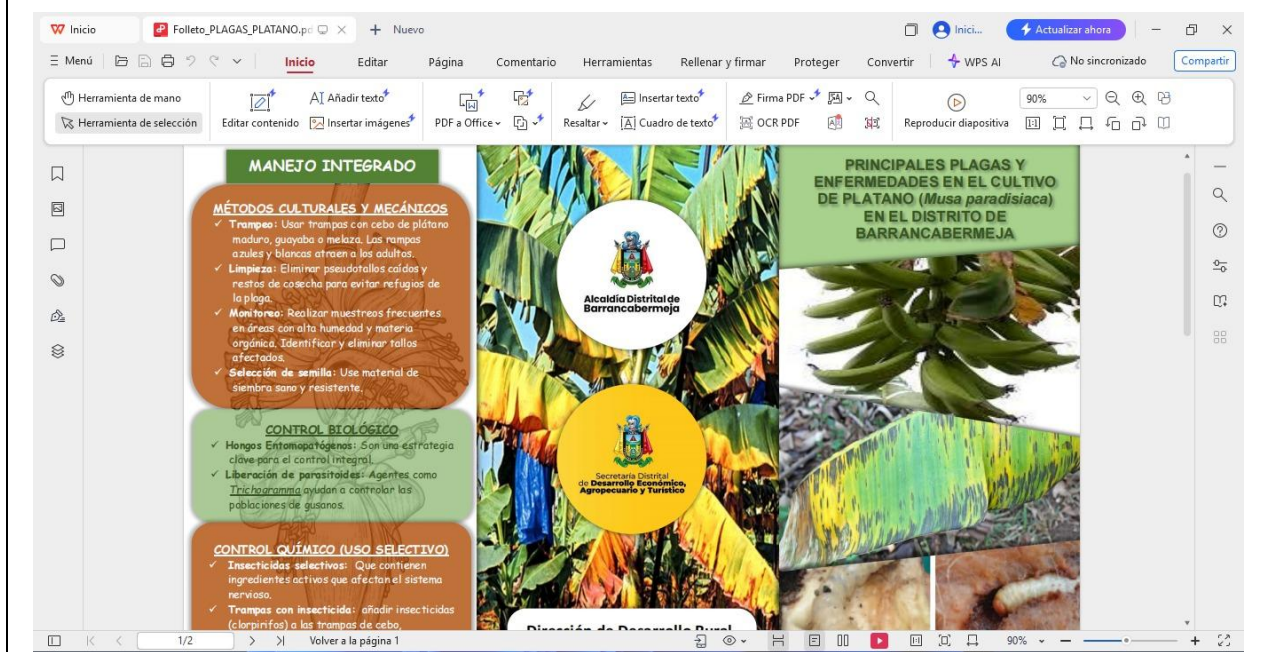 Inicio
Folleto_PLAGAS_PLATANO.pd
Nuevo
Inici...
Actualizar ahora
Menú
Inicio
Editar
Página
Comentario
Herramientas
Rellenar y firmar
Proteger
Convertir
WPS AI
No sincronizado
Compartir
Herramienta de mano
Herramienta de selección
Editar contenido
Añadir texto
Insertar imágenes
PDF a Office
Resaltar
Insertar texto
Cuadro de texto
Firma PDF
OCR PDF
Reproducir diapositiva
90%
MANEJO INTEGRADO
MÉTODOS CULTURALES Y MECÁNICOS
✓ Trampeo: Usar trampas con cebo de plátano
maduro, guayaba o melaza. Las rampas
azules y blancas atraen a los adultos.
✓ Limpieza: Eliminar pseudotallos caídos y
restos de cosecha para evitar refugios de
la plaga.
✓ Monitoreo: Realizar muestreos frecuentes
en áreas con alta humedad y materia
orgánica. Identificar y eliminar tallos
afectados.
✓ Selección de semilla: Use material de
siembra sano y resistente.
CONTROL BIOLÓGICO
✓ Hongos Entomopatógenos: Son una estrategia
clave para el control integral.
✓ Liberación de parasitoides: Agentes como
Trichogramma ayudan a controlar las
poblaciones de gusanos.
CONTROL QUÍMICO (USO SELECTIVO)
✓ Insecticidas selectivos: Que contienen
ingredientes activos que afectan el sistema
nervioso.
✓ Trampas con insecticida: añadir insecticidas
(clorpirifos) a las trampas de cebo,
Alcaldía Distrital de
Barrancabermeja
Secretaría Distrital
de Desarrollo Económico,
Agropecuario y Turístico
Dirección de Desarrollo Rural
PRINCIPALES PLAGAS Y
ENFERMEDADES EN EL CULTIVO
DE PLATANO (Musa paradisiaca)
EN EL DISTRITO DE
BARRANCABERMEJA
1/2
Volver a la página 1
90%